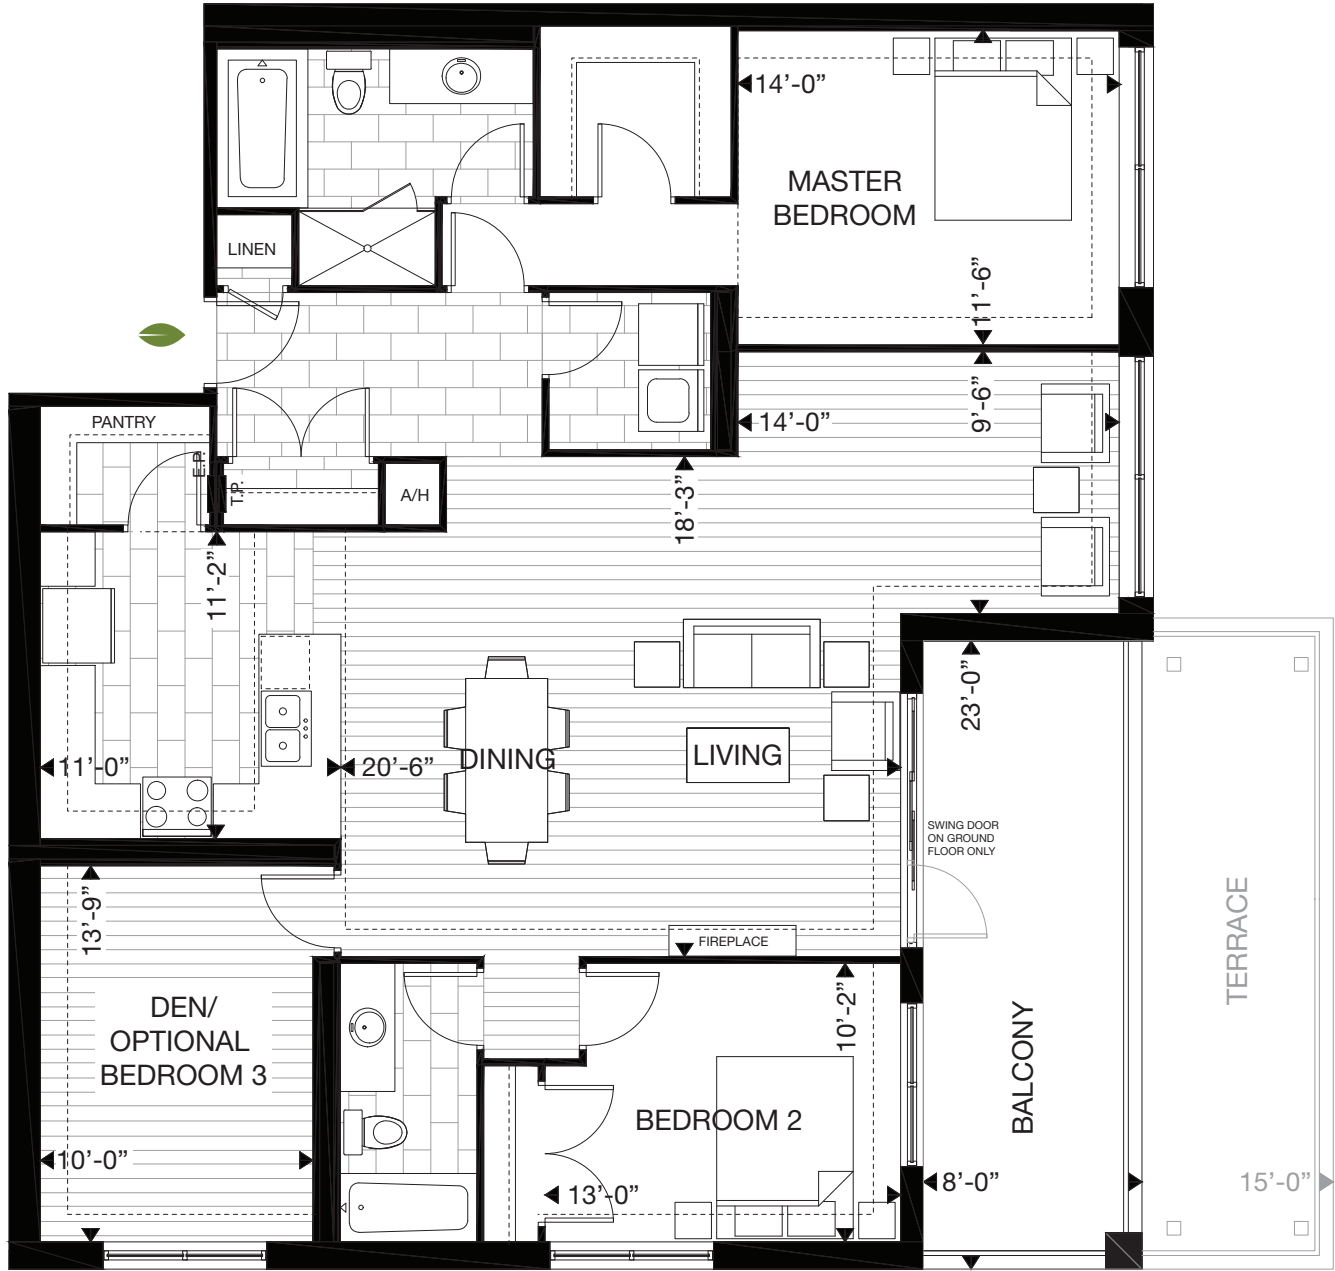 14’-0”
MASTER
BEDROOM
LINEN
11’-6”
9’-6”
14’-0”
PANTRY
E.P.
T.P.
A/H
18’-3”
11’-2”
23’-0”
11’-0”
20’-6”
DINING
LIVING
SWING DOOR
ON GROUND
FLOOR ONLY
13’-9”
FIREPLACE
TERRACE
DEN/
OPTIONAL
BEDROOM 3
10’-2”
BALCONY
BEDROOM 2
10’-0”
13’-0”
8’-0”
15’-0”